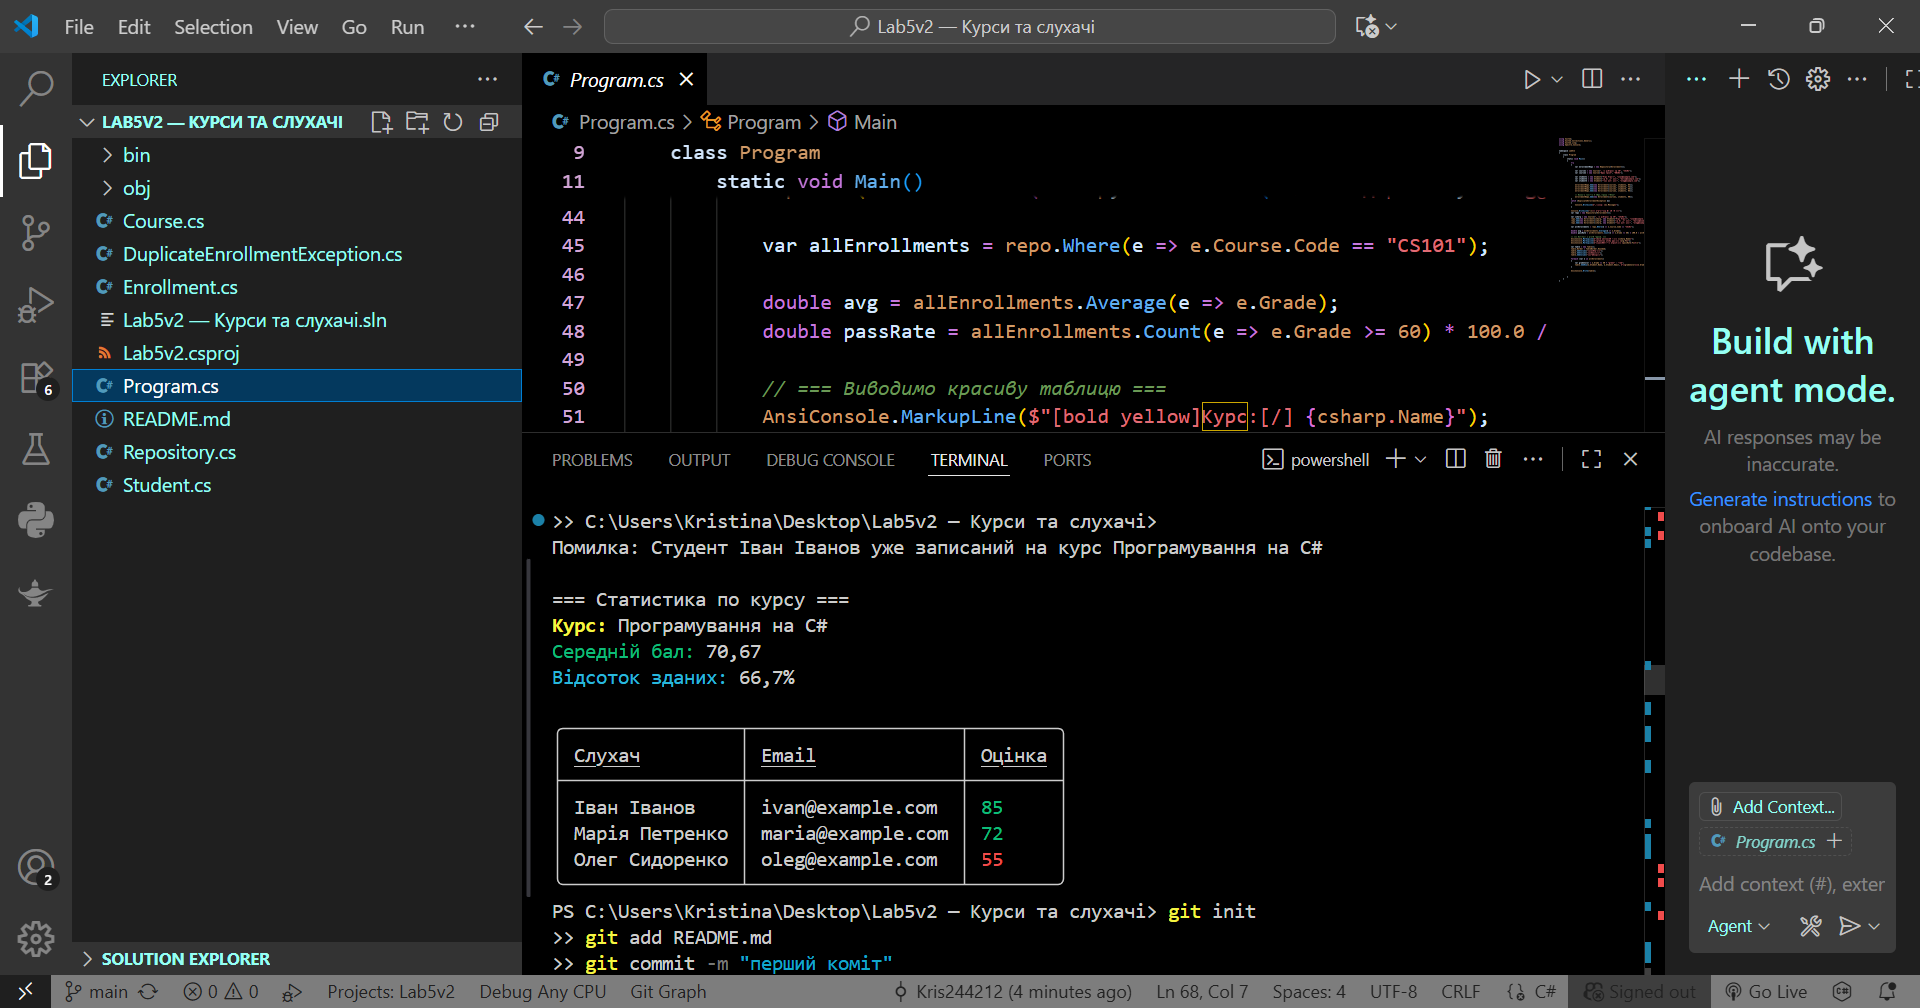 File Edit Selection View Go Run ···
Lab5v2 — Курси та слухачі
EXPLORER
LAB5V2 — КУРСИ ТА СЛУХАЧІ
bin
obj
C# Course.cs
C# DuplicateEnrollmentException.cs
C# Enrollment.cs
Lab5v2 — Курси та слухачі.sln
Lab5v2.csproj
C# Program.cs
README.md
C# Repository.cs
C# Student.cs
SOLUTION EXPLORER
6
2
C# Program.cs
C# Program.cs > Program > Main
9 class Program
11 static void Main()
44
45 var allEnrollments = repo.Where(e => e.Course.Code == "CS101");
46
47 double avg = allEnrollments.Average(e => e.Grade);
48 double passRate = allEnrollments.Count(e => e.Grade >= 60) * 100.0 /
49
50 // === Виводимо красиву таблицю ===
51 AnsiConsole.MarkupLine($"[bold yellow]Курс:[/] {csharp.Name}");
PROBLEMS OUTPUT DEBUG CONSOLE TERMINAL PORTS powershell
>> C:\Users\Kristina\Desktop\Lab5v2 — Курси та слухачі>
Помилка: Студент Іван Іванов уже записаний на курс Програмування на C#
=== Статистика по курсу ===
Курс: Програмування на C#
Середній бал: 70,67
Відсоток зданих: 66,7%
Слухач Email Оцінка
Іван Іванов ivan@example.com 85
Марія Петренко maria@example.com 72
Олег Сидоренко oleg@example.com 55
PS C:\Users\Kristina\Desktop\Lab5v2 — Курси та слухачі> git init
>> git add README.md
>> git commit -m "перший коміт"
Build with
agent mode.
AI responses may be
inaccurate.
Generate instructions to
onboard AI onto your
codebase.
Add Context...
C# Program.cs
Add context (#), exter
Agent
main 0 0 Projects: Lab5v2 Debug Any CPU Git Graph Kris244212 (4 minutes ago) Ln 68, Col 7 Spaces: 4 UTF-8 CRLF C# Signed out Go Live